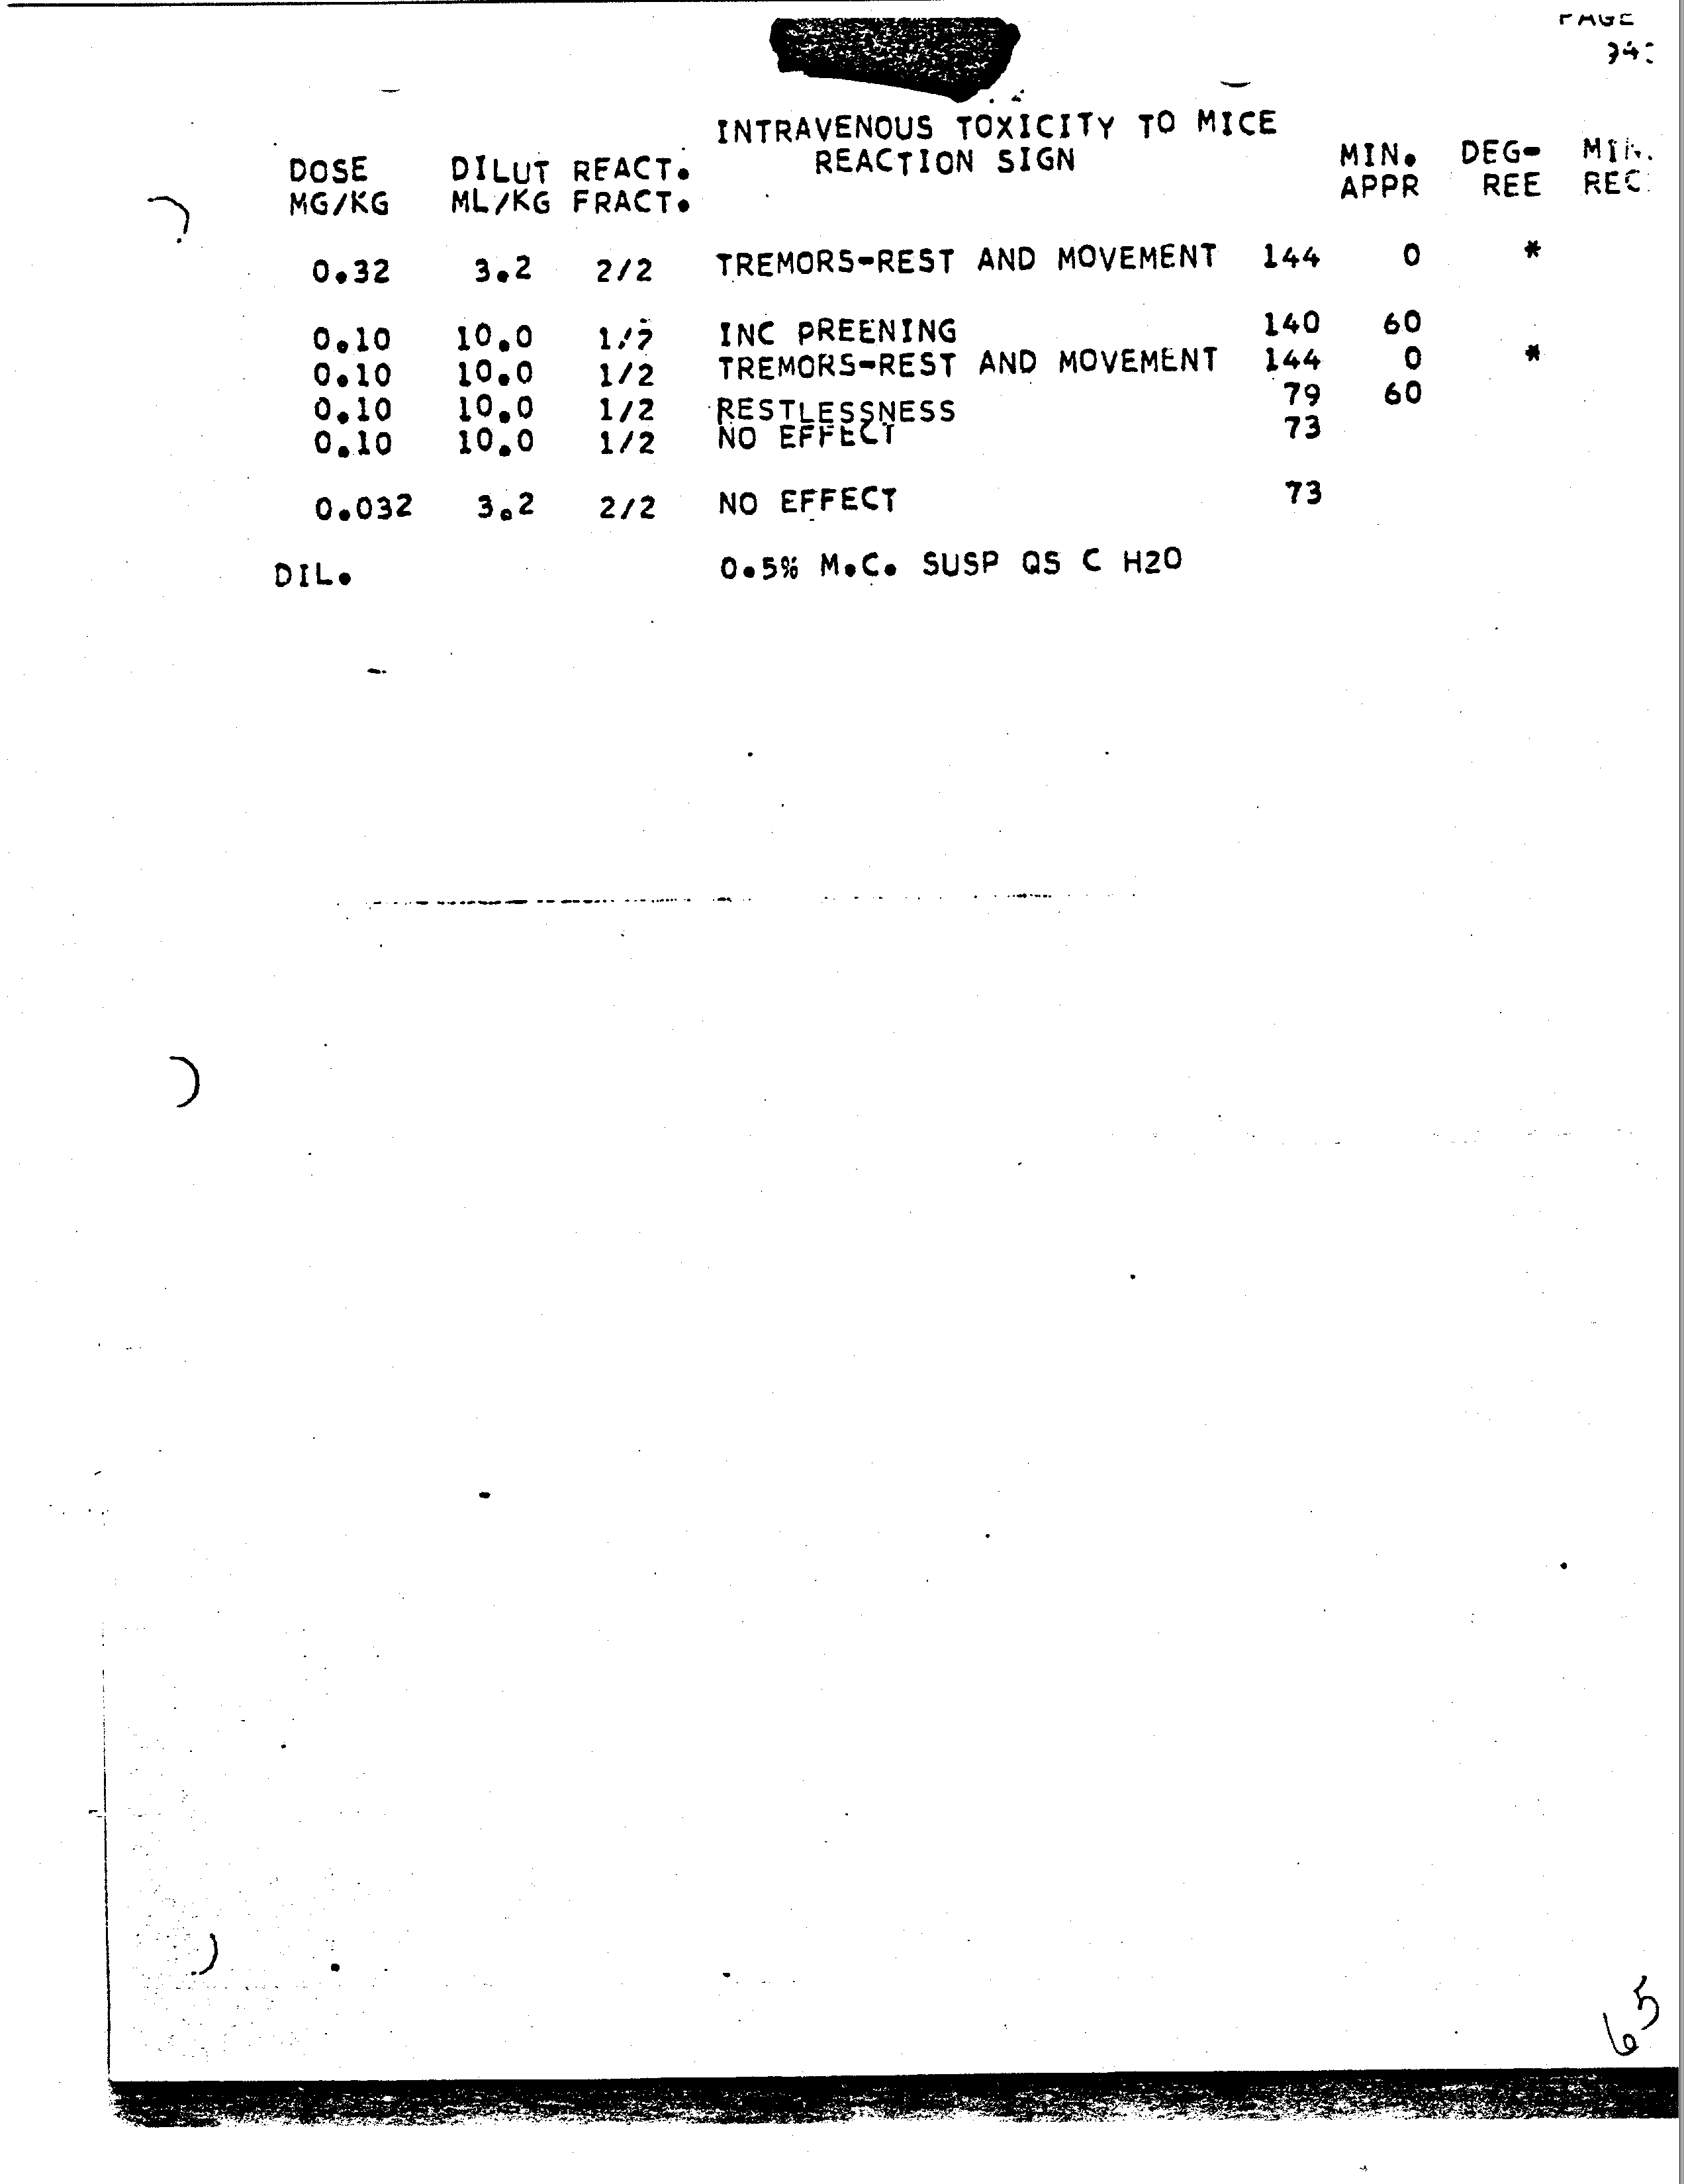 PAGE
INTRAVENOUS TOXICITY TO MICE
DOSE DILUT REACT. REACTION SIGN MIN. DEG- MIN.
MG/KG ML/KG FRACT. APPR REE REC
0.32 3.2 2/2 TREMORS-REST AND MOVEMENT 144 0 *
0.10 10.0 1/2 INC PREENING 140 60
0.10 10.0 1/2 TREMORS-REST AND MOVEMENT 144 0 *
0.10 10.0 1/2 RESTLESSNESS 79 60
0.10 10.0 1/2 NO EFFECT 73
0.032 3.2 2/2 NO EFFECT 73
DIL. 0.5% M.C. SUSP QS C H2O
65